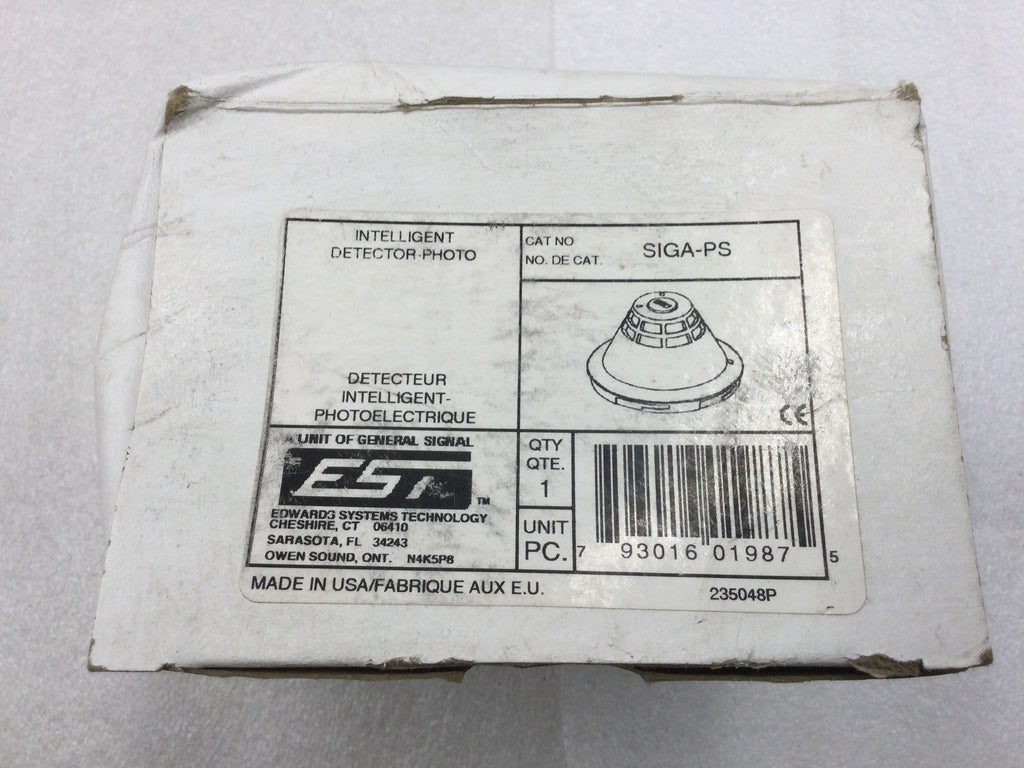 INTELLIGENT
DETECTOR-PHOTO
DETECTEUR
INTELLIGENT-
PHOTOELECTRIQUE
CAT NO
NO. DE CAT.
SIGA-PS
CE
A UNIT OF GENERAL SIGNAL
EST
TM
EDWARDS SYSTEMS TECHNOLOGY
CHESHIRE, CT 06410
SARASOTA, FL 34243
OWEN SOUND, ONT. N4K5P8
QTY
QTE.
1
UNIT
PC.
7 93016 01987 5
MADE IN USA/FABRIQUE AUX E.U.
235048P